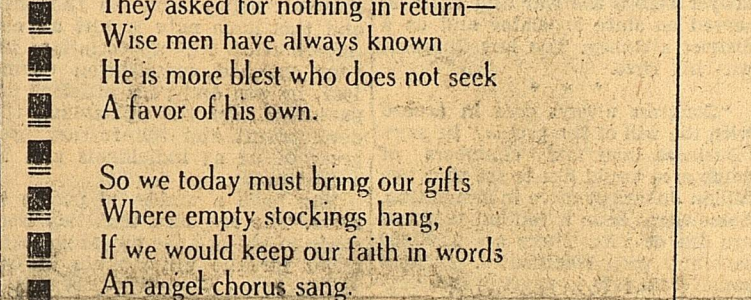 They asked for nothing in return—
Wise men have always known
He is more blest who does not seek
A favor of his own.

So we today must bring our gifts
Where empty stockings hang,
If we would keep our faith in words
An angel chorus sang.